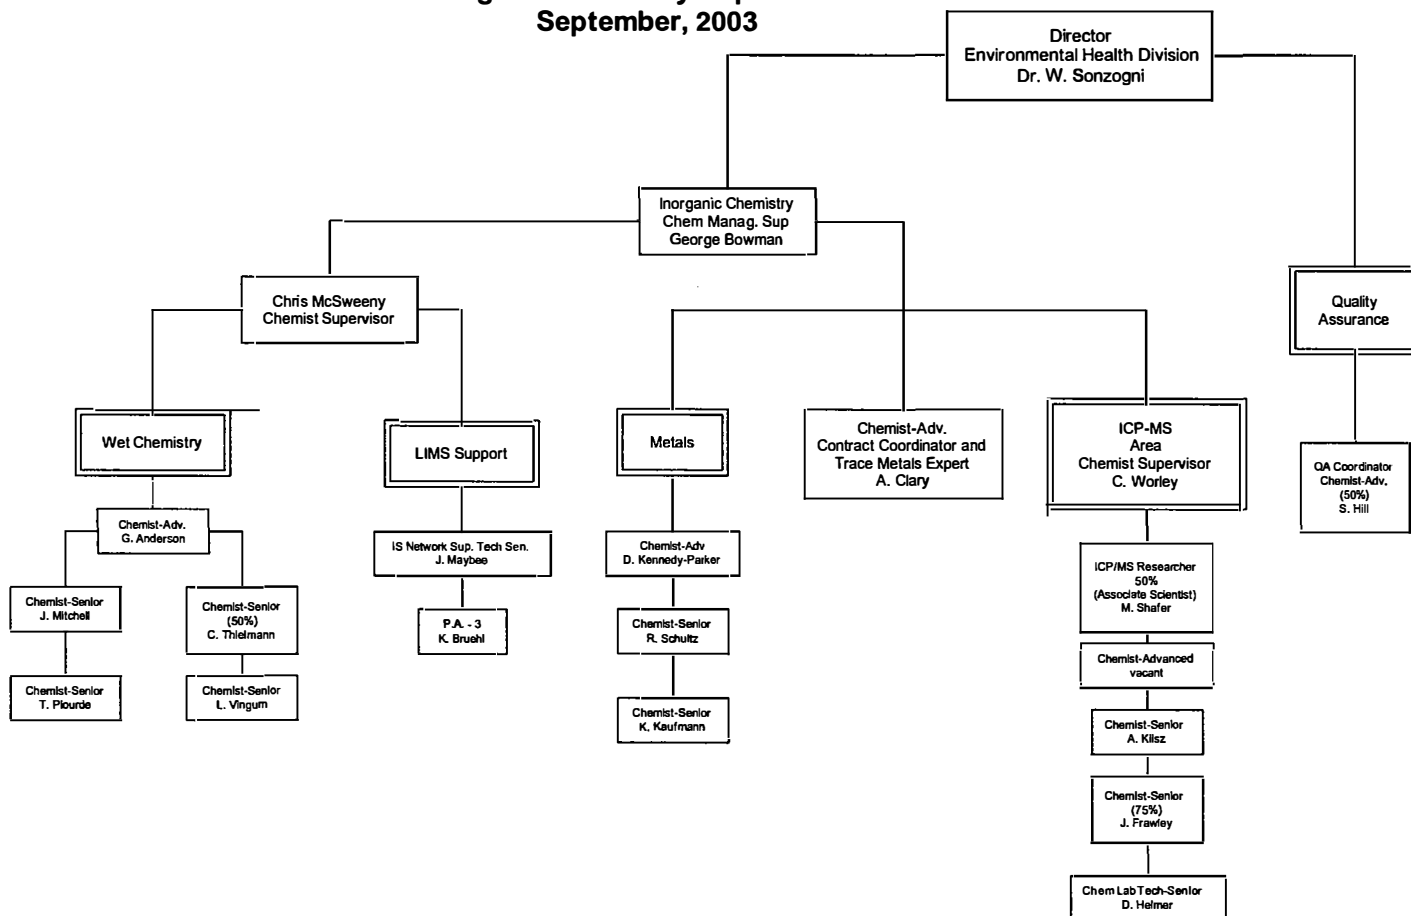 September, 2003
Director
Environmental Health Division
Dr. W. Sonzogni
Inorganic Chemistry
Chem Manag. Sup
George Bowman
Chris McSweeny
Chemist Supervisor
Quality
Assurance
Wet Chemistry
LIMS Support
Metals
Chemist-Adv.
Contract Coordinator and
Trace Metals Expert
A. Clary
ICP-MS
Area
Chemist Supervisor
C. Worley
QA Coordinator
Chemist-Adv.
(50%)
S. Hill
Chemist-Adv.
G. Anderson
IS Network Sup. Tech Sen.
J. Maybee
Chemist-Adv
D. Kennedy-Parker
ICP/MS Researcher
50%
(Associate Scientist)
M. Shafer
Chemist-Senior
J. Mitchell
Chemist-Senior
(50%)
C. Thielmann
P.A. - 3
K. Bruehl
Chemist-Senior
R. Schultz
Chemist-Advanced
vacant
Chemist-Senior
T. Plourde
Chemist-Senior
L. Vingum
Chemist-Senior
K. Kaufmann
Chemist-Senior
A. Klisz
Chemist-Senior
(75%)
J. Frawley
Chem Lab Tech-Senior
D. Helmer